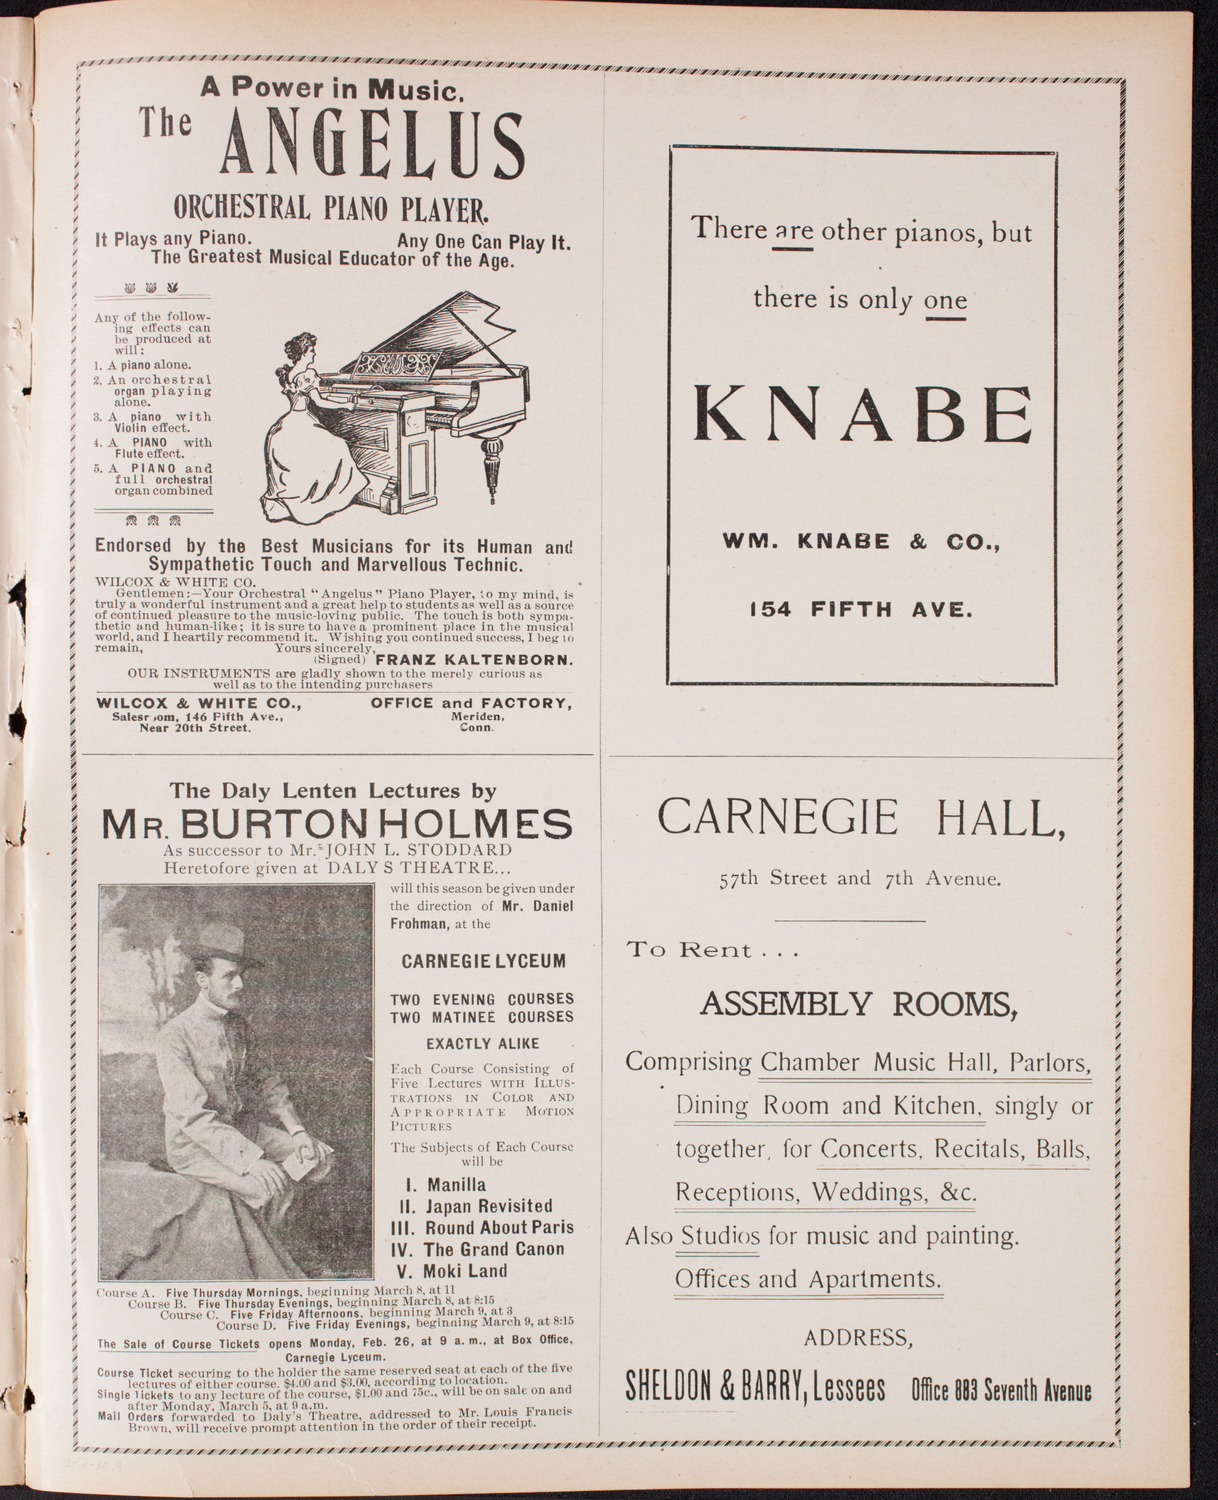 A Power in Music.
The ANGELUS
ORCHESTRAL PIANO PLAYER.
It Plays any Piano. Any One Can Play It.
The Greatest Musical Educator of the Age.
Any of the follow-
ing effects can
be produced at
will:
1. A piano alone.
2. An orchestral
organ playing
alone.
3. A piano with
Violin effect.
4. A PIANO with
Flute effect.
5. A PIANO and
full orchestral
organ combined
Endorsed by the Best Musicians for its Human and
Sympathetic Touch and Marvellous Technic.
WILCOX & WHITE CO.
Gentlemen:—Your Orchestral "Angelus" Piano Player, to my mind, is
truly a wonderful instrument and a great help to students as well as a source
of continued pleasure to the music-loving public. The touch is both sympa-
thetic and human-like; it is sure to have a prominent place in the musical
world, and I heartily recommend it. Wishing you continued success, I beg to
remain, Yours sincerely,
(Signed) FRANZ KALTENBORN.
OUR INSTRUMENTS are gladly shown to the merely curious as
well as to the intending purchasers
WILCOX & WHITE CO., OFFICE and FACTORY,
Salesroom, 146 Fifth Ave., Meriden,
Near 20th Street. Conn.
There are other pianos, but
there is only one
KNABE
WM. KNABE & CO.,
154 FIFTH AVE.
The Daly Lenten Lectures by
MR. BURTON HOLMES
As successor to Mr. JOHN L. STODDARD
Heretofore given at DALY S THEATRE...
will this season be given under
the direction of Mr. Daniel
Frohman, at the
CARNEGIE LYCEUM
TWO EVENING COURSES
TWO MATINEE COURSES
EXACTLY ALIKE
Each Course Consisting of
Five Lectures WITH ILLUS-
TRATIONS IN COLOR AND
APPROPRIATE MOTION
PICTURES
The Subjects of Each Course
will be
I. Manilla
II. Japan Revisited
III. Round About Paris
IV. The Grand Canon
V. Moki Land
Course A. Five Thursday Mornings, beginning March 8, at 11
Course B. Five Thursday Evenings, beginning March 8, at 8:15
Course C. Five Friday Afternoons, beginning March 9, at 3
Course D. Five Friday Evenings, beginning March 9, at 8:15
The Sale of Course Tickets opens Monday, Feb. 26, at 9 a. m., at Box Office,
Carnegie Lyceum.
Course Ticket securing to the holder the same reserved seat at each of the five
lectures of either course, $4.00 and $3.00, according to location.
Single Tickets to any lecture of the course, $1.00 and 75c., will be on sale on and
after Monday, March 5, at 9 a.m.
Mail Orders forwarded to Daly's Theatre, addressed to Mr. Louis Francis
Brown, will receive prompt attention in the order of their receipt.
CARNEGIE HALL,
57th Street and 7th Avenue.
To Rent . . .
ASSEMBLY ROOMS,
Comprising Chamber Music Hall, Parlors,
Dining Room and Kitchen, singly or
together, for Concerts, Recitals, Balls,
Receptions, Weddings, &c.
Also Studios for music and painting.
Offices and Apartments.
ADDRESS,
SHELDON & BARRY, Lessees Office 883 Seventh Avenue